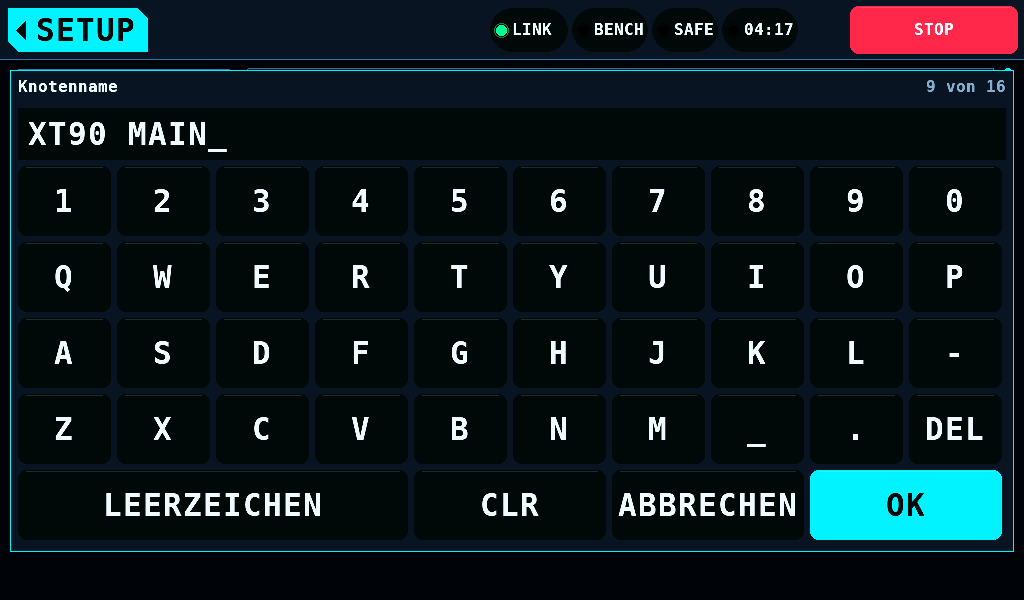 SETUP LINK BENCH SAFE 04:17 STOP
Knotenname 9 von 16
XT90 MAIN_
1 2 3 4 5 6 7 8 9 0
Q W E R T Y U I O P
A S D F G H J K L -
Z X C V B N M _ . DEL
LEERZEICHEN CLR ABBRECHEN OK